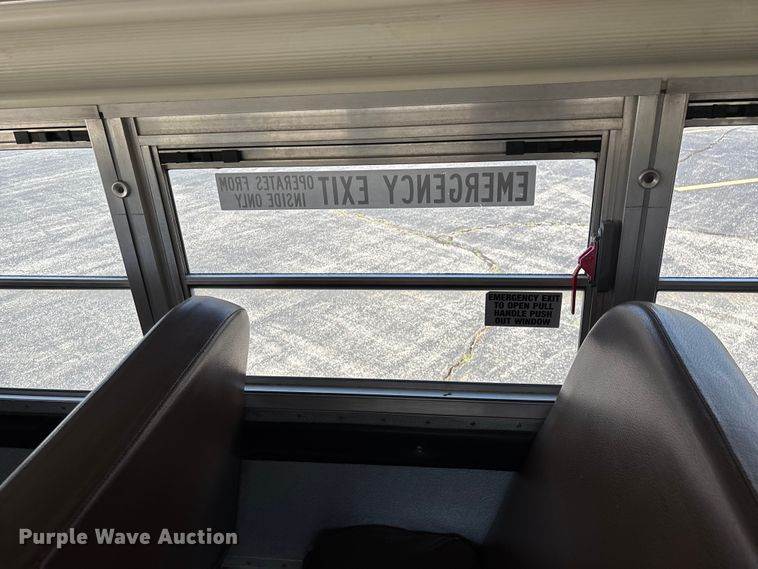 EMERGENCY EXIT OPERATES FROM
INSIDE ONLY
EMERGENCY EXIT
TO OPEN PULL
HANDLE PUSH
OUT WINDOW
Purple Wave Auction